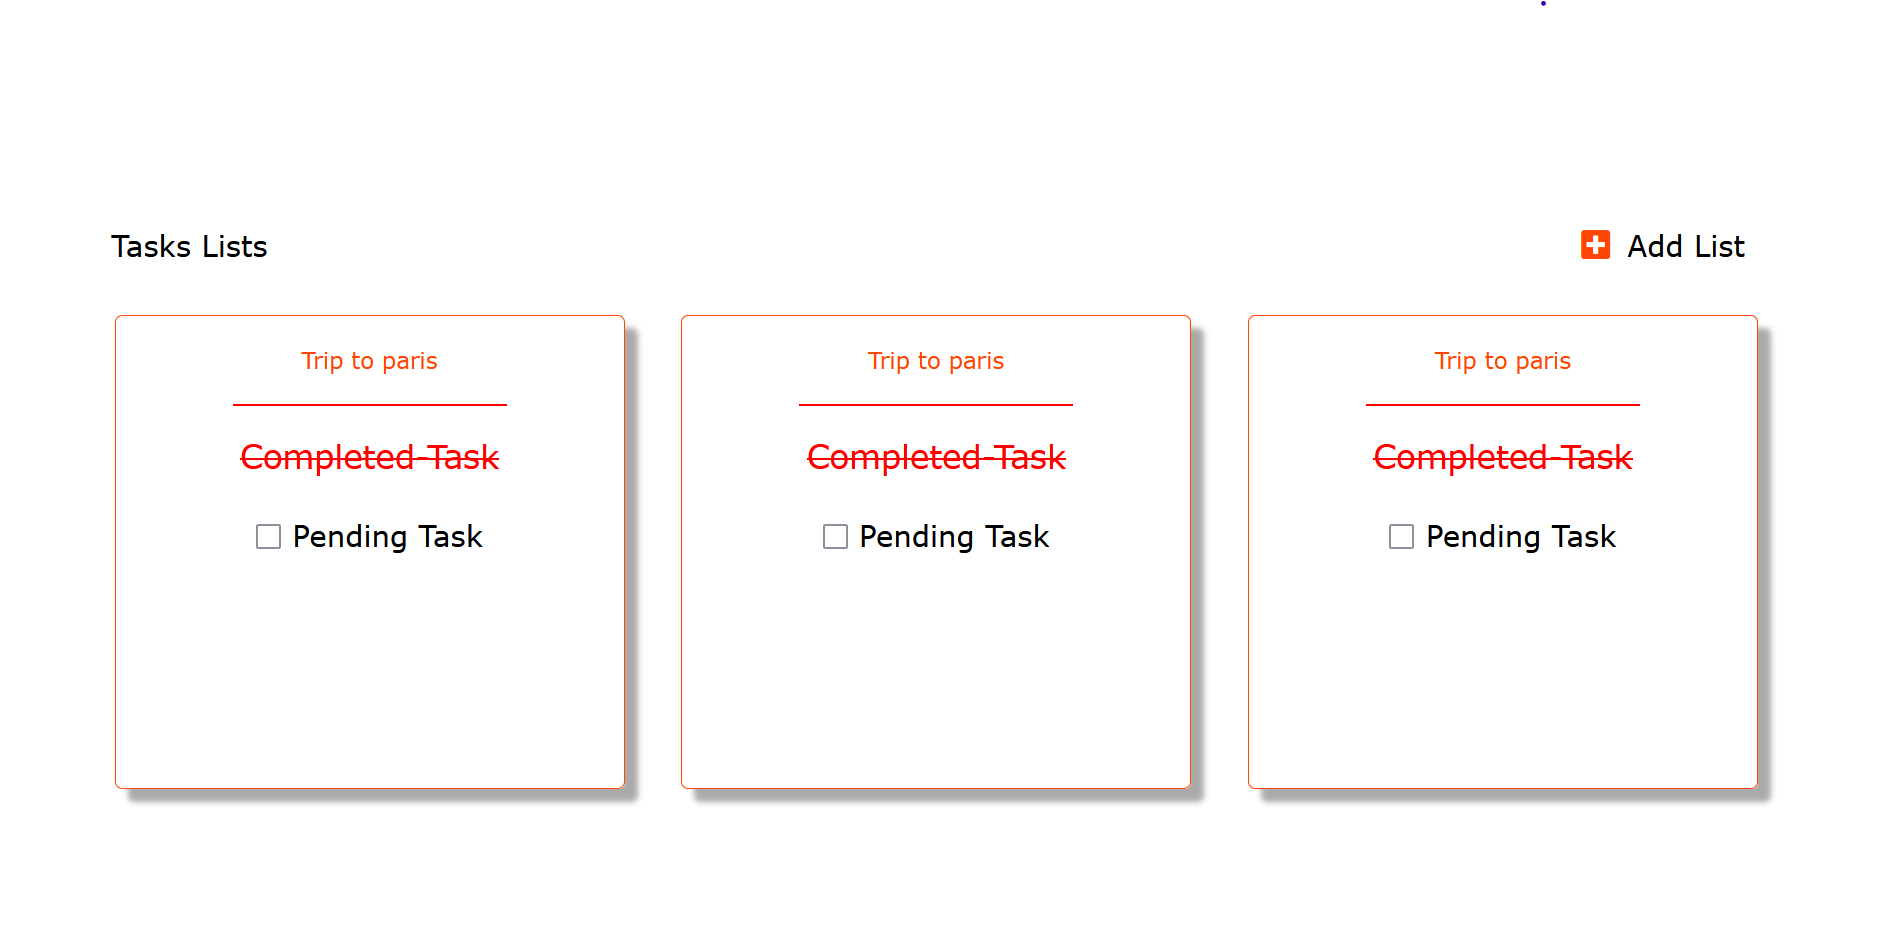 Tasks Lists
Add List
Trip to paris
Completed-Task
Pending Task
Trip to paris
Completed-Task
Pending Task
Trip to paris
Completed-Task
Pending Task